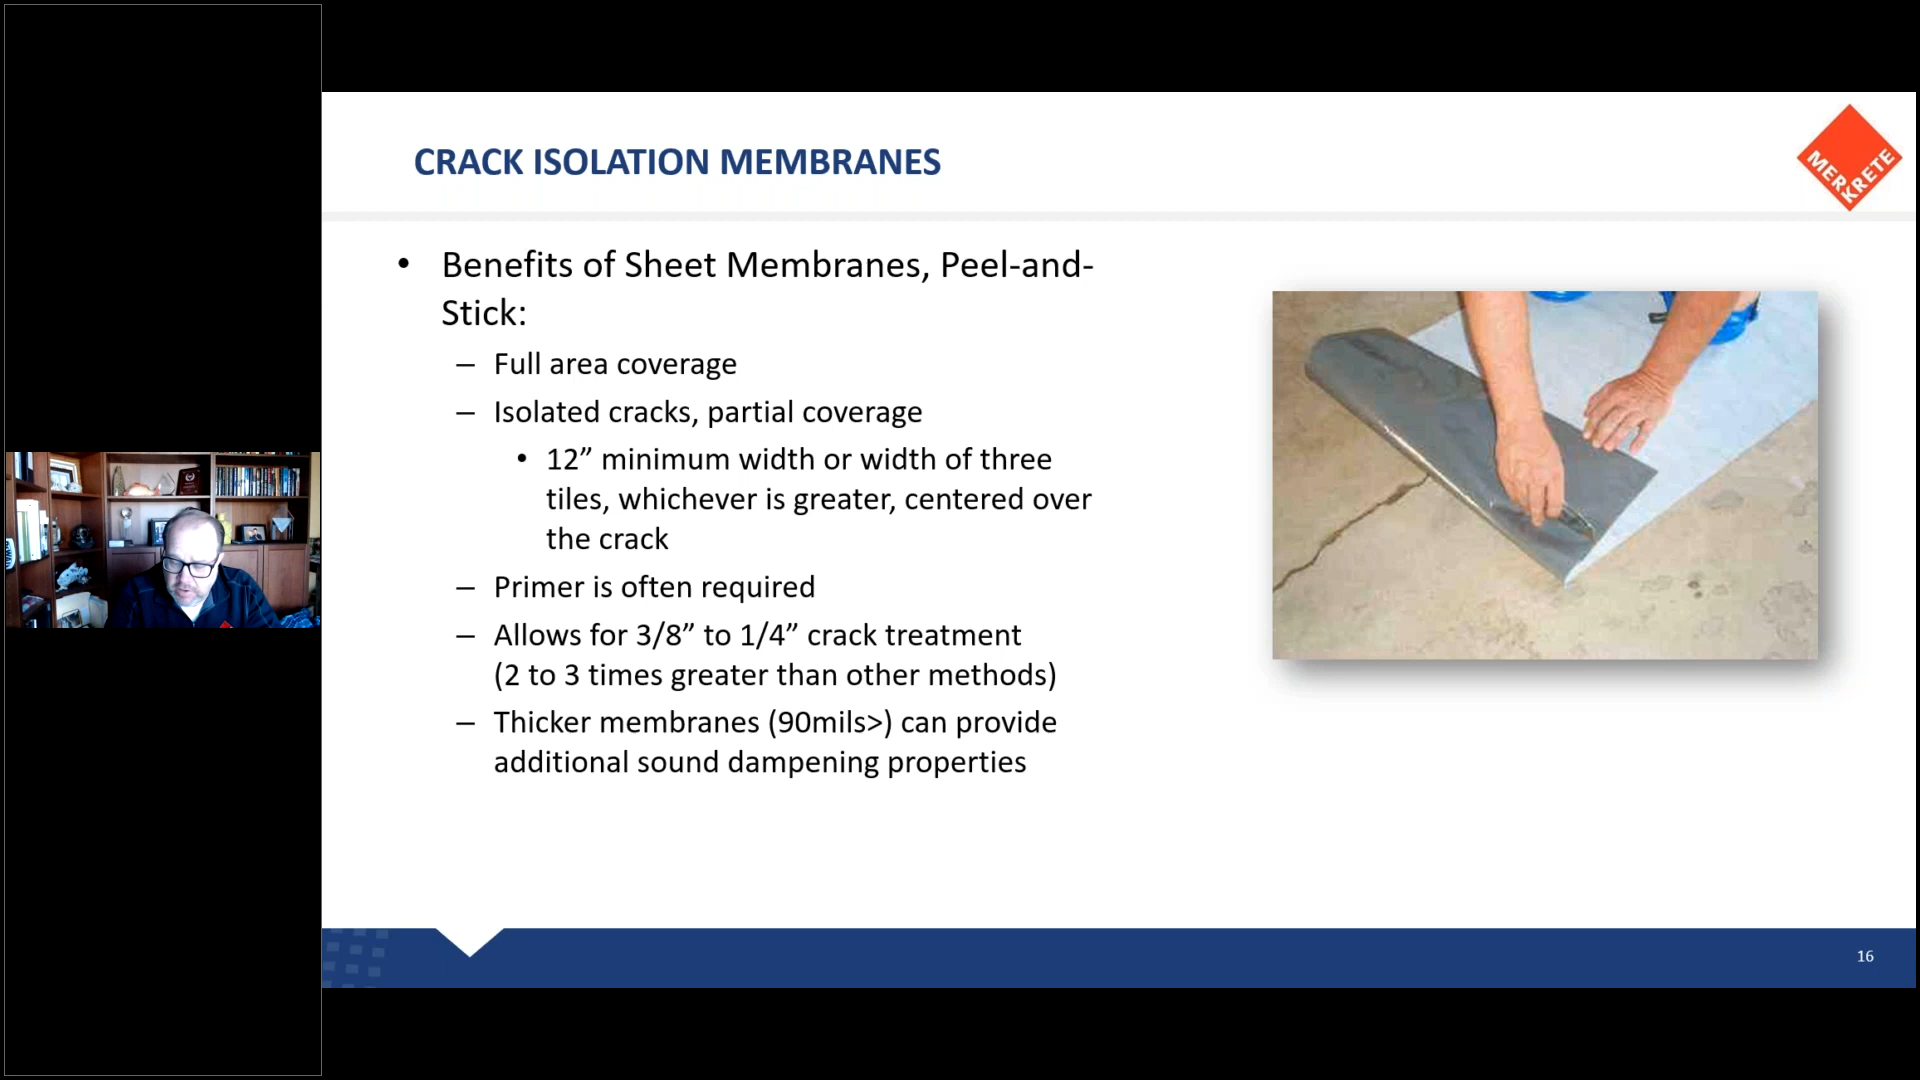 CRACK ISOLATION MEMBRANES
MERKRETE
• Benefits of Sheet Membranes, Peel-and-
Stick:
– Full area coverage
– Isolated cracks, partial coverage
• 12” minimum width or width of three
tiles, whichever is greater, centered over
the crack
– Primer is often required
– Allows for 3/8” to 1/4” crack treatment
(2 to 3 times greater than other methods)
– Thicker membranes (90mils>) can provide
additional sound dampening properties
16